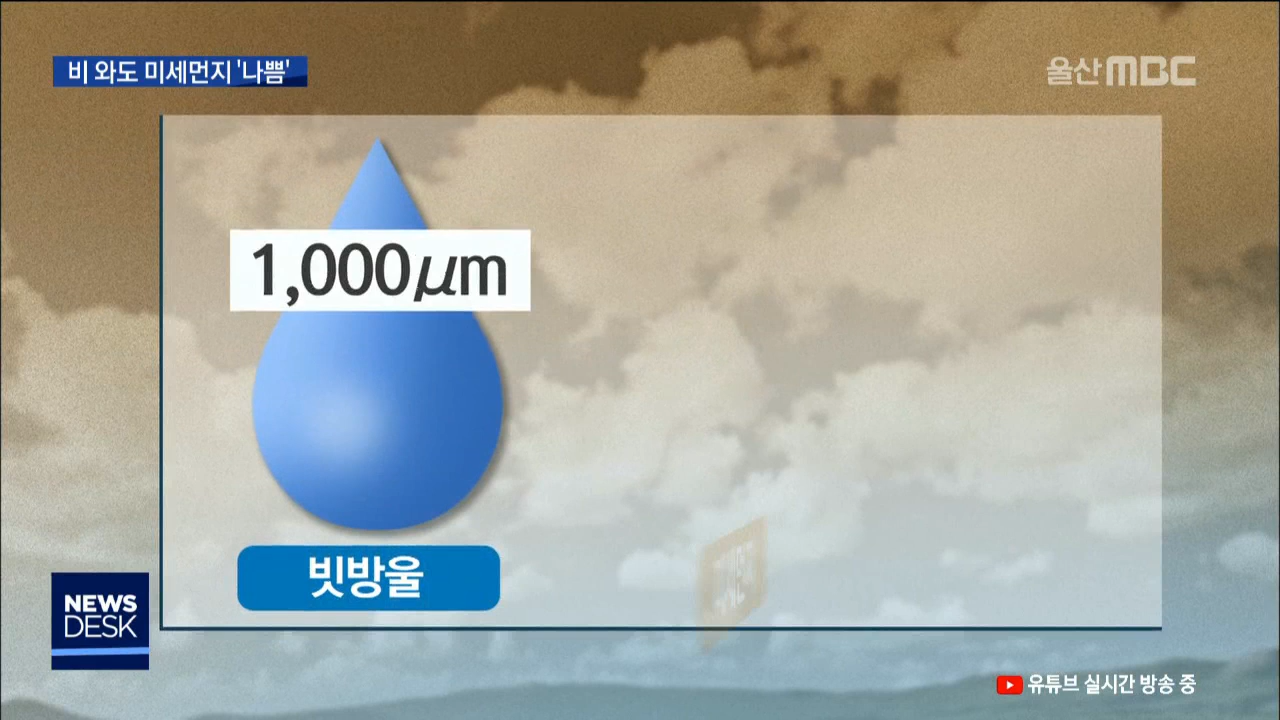 비 와도 미세먼지 '나쁨'
울산MBC
1,000μm
빗방울
NEWS
DESK
유튜브 실시간 방송 중